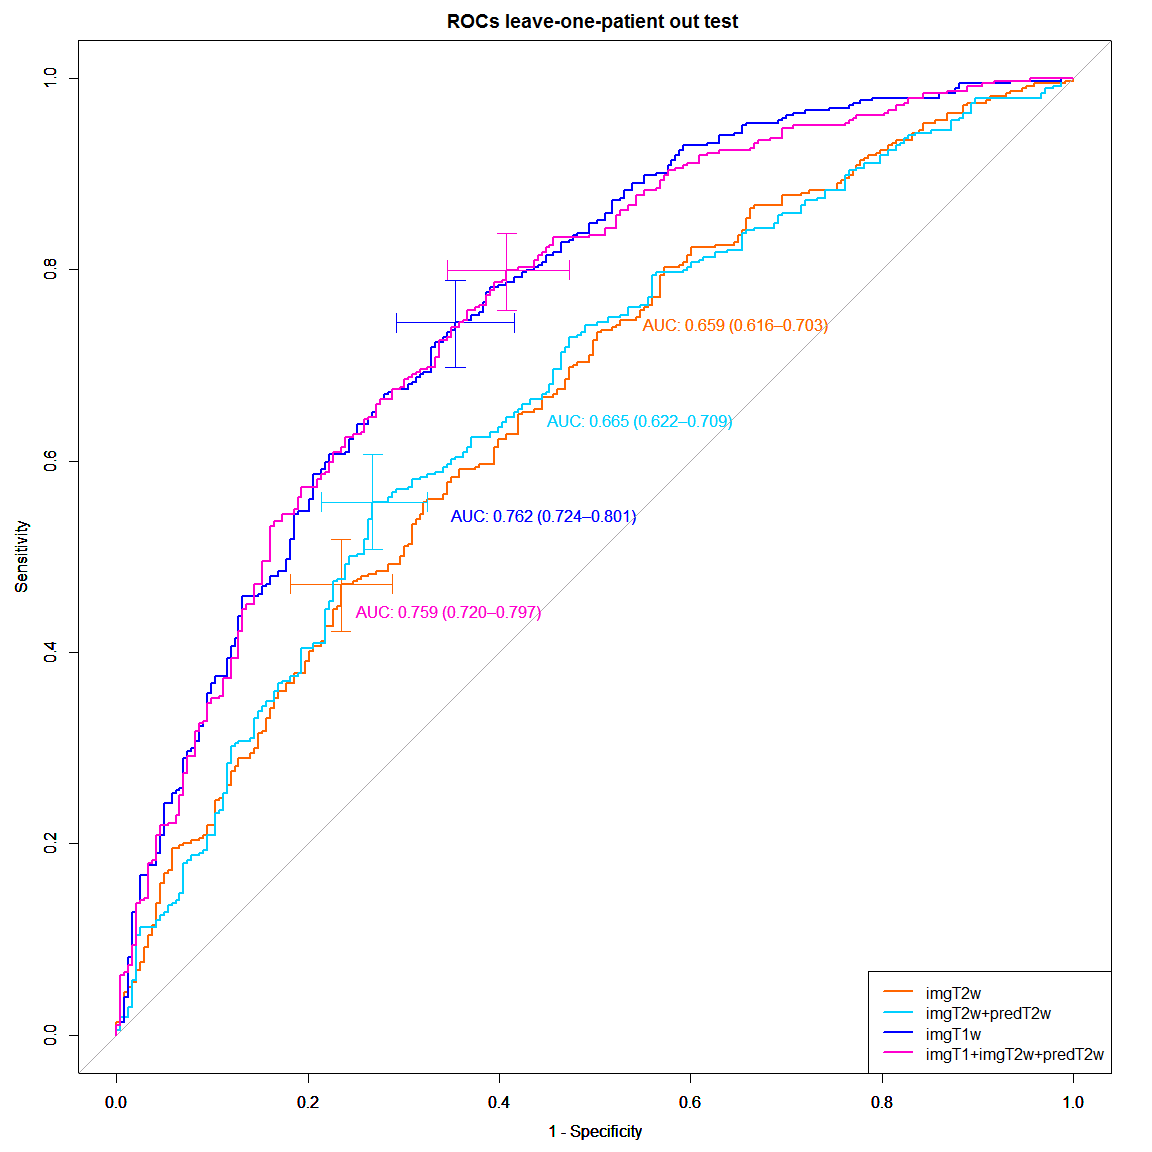 ROCs leave-one-patient out test
1.0
0.8
0.6
0.4
0.2
0.0
Sensitivity
AUC: 0.659 (0.616–0.703)
AUC: 0.665 (0.622–0.709)
AUC: 0.762 (0.724–0.801)
AUC: 0.759 (0.720–0.797)
imgT2w
imgT2w+predT2w
imgT1w
imgT1+imgT2w+predT2w
0.0
0.2
0.4
0.6
0.8
1.0
1 - Specificity